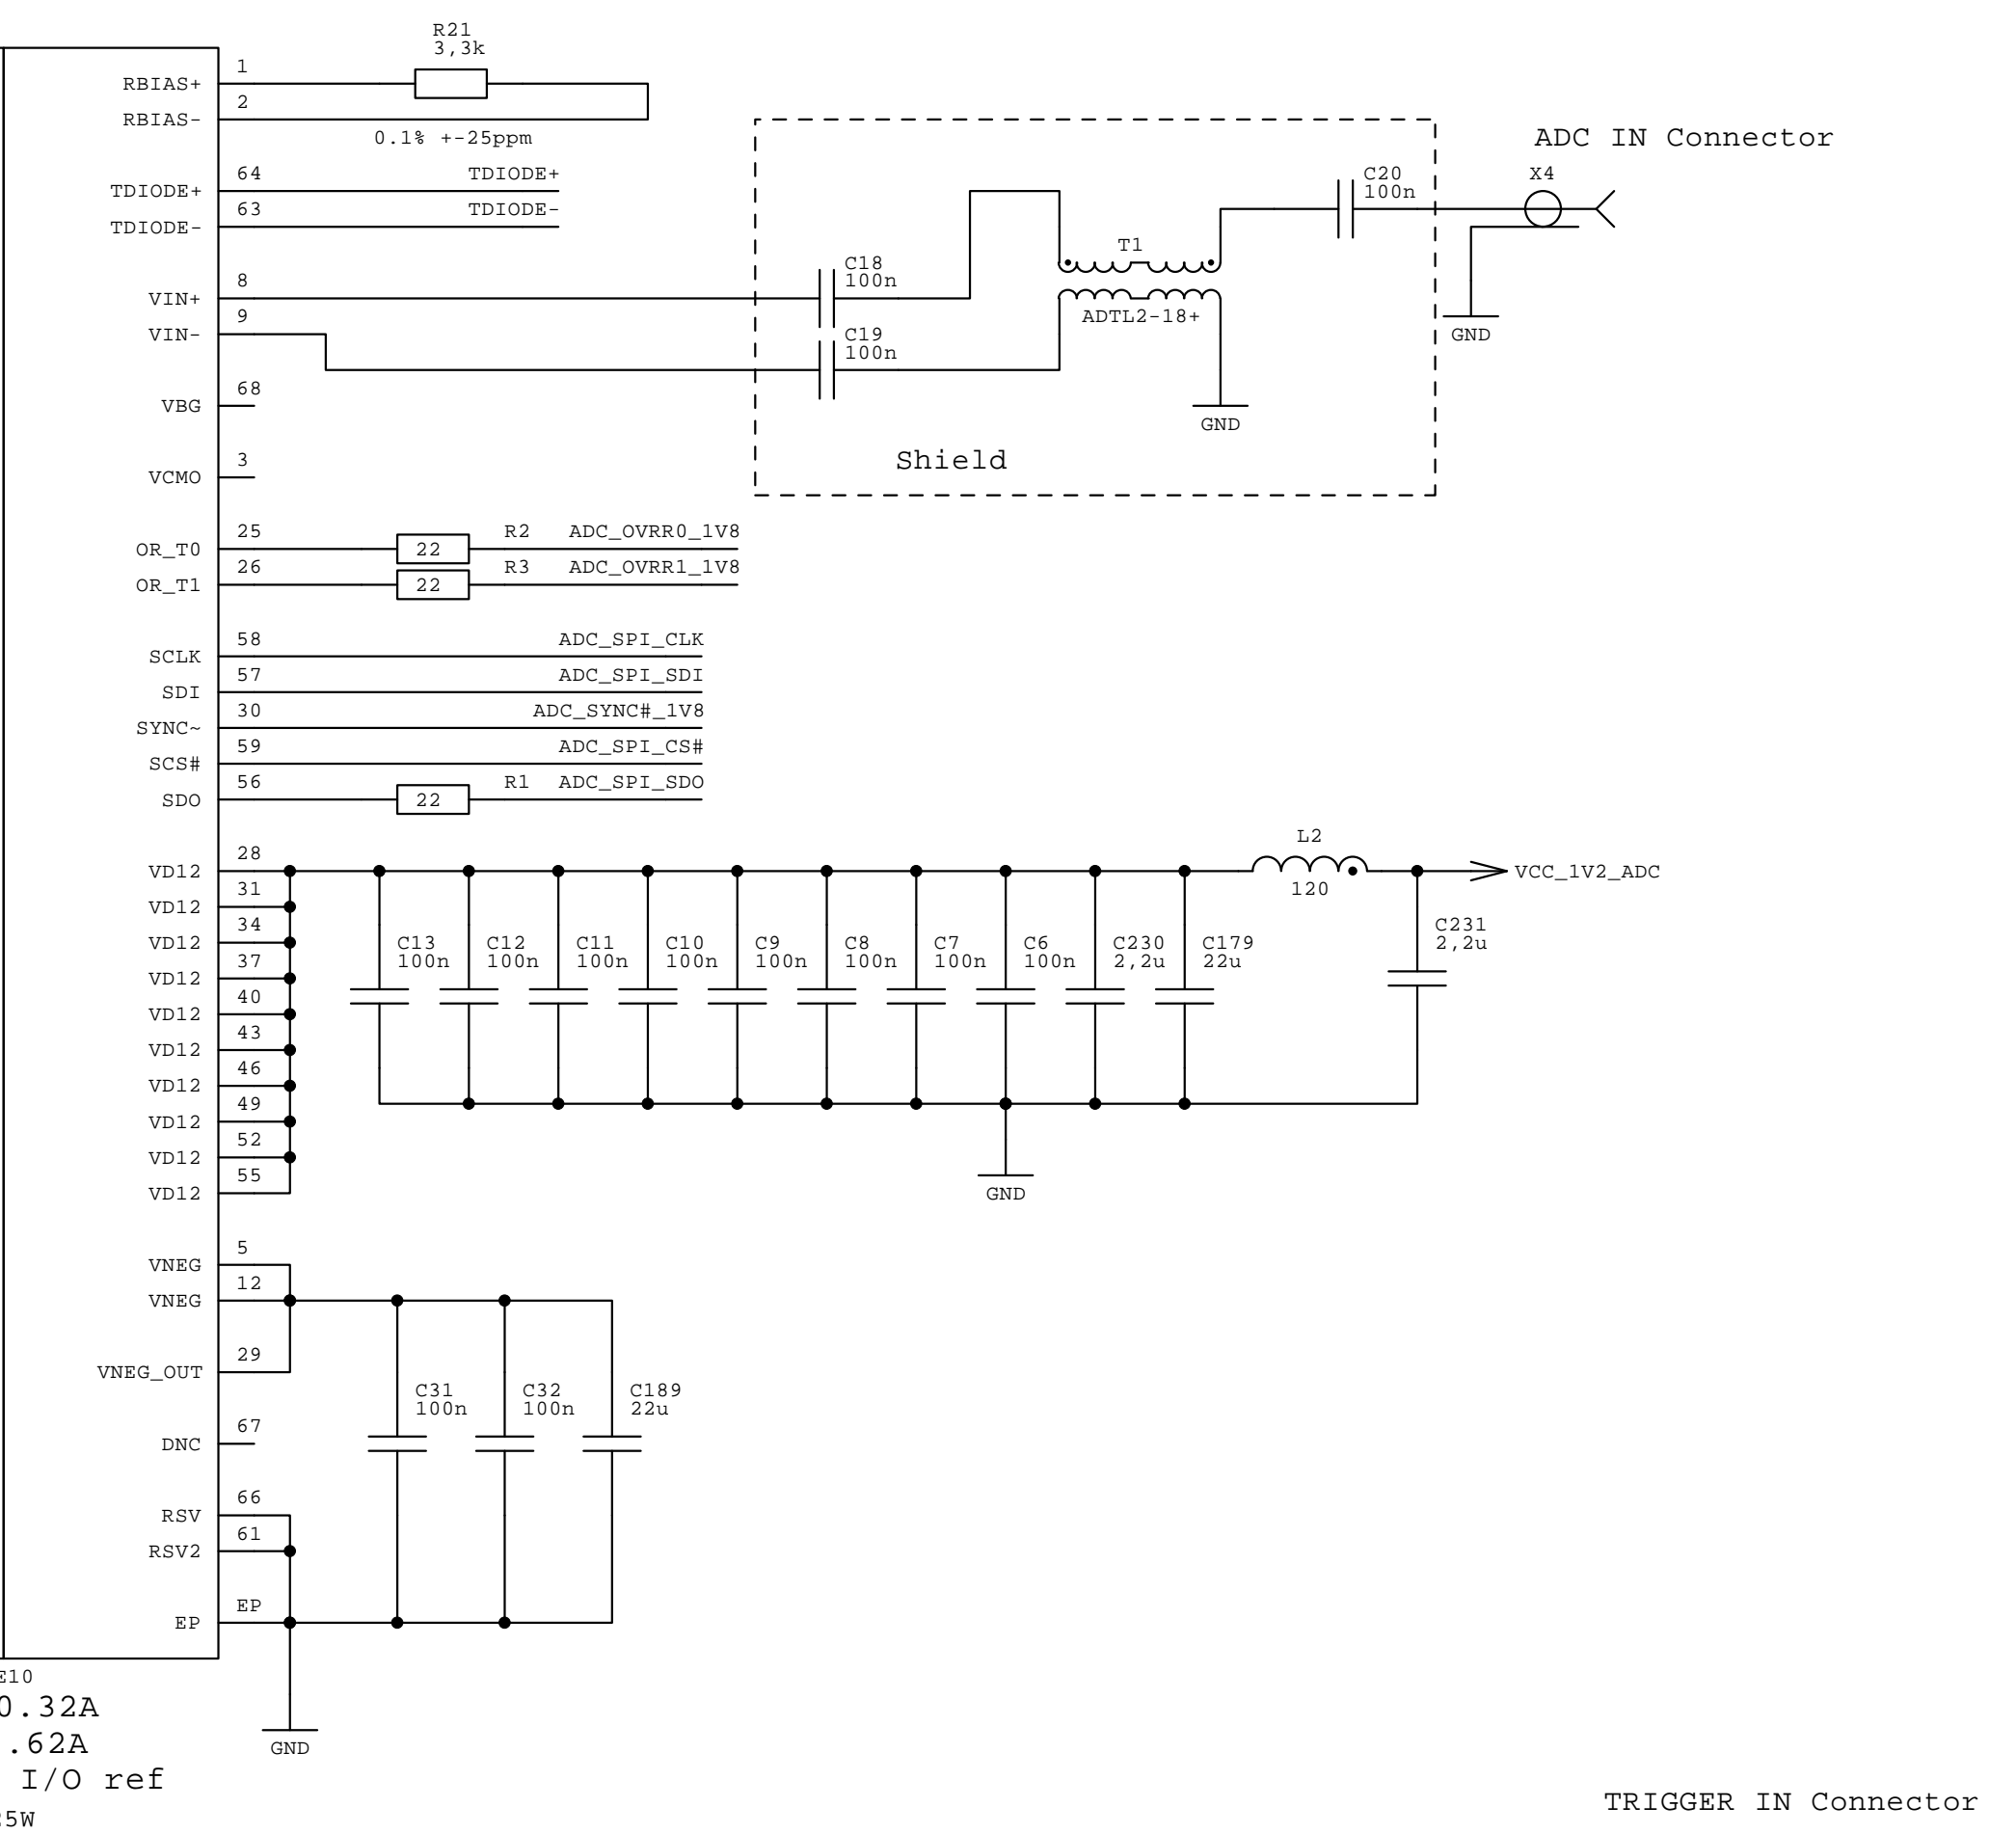 R21
3,3k
1
RBIAS+
2
RBIAS-
0.1% +-25ppm
ADC IN Connector
64
TDIODE+
TDIODE+
63
TDIODE-
TDIODE-
C20
100n
X4
GND
T1
ADTL2-18+
8
VIN+
C18
100n
9
VIN-
C19
100n
GND
68
VBG
Shield
3
VCMO
25
OR_T0
22
R2
ADC_OVRR0_1V8
26
OR_T1
22
R3
ADC_OVRR1_1V8
58
SCLK
ADC_SPI_CLK
57
SDI
ADC_SPI_SDI
30
SYNC~
ADC_SYNC#_1V8
59
SCS#
ADC_SPI_CS#
56
SDO
22
R1
ADC_SPI_SDO
L2
120
VCC_1V2_ADC
28
VD12
31
VD12
34
VD12
37
VD12
40
VD12
43
VD12
46
VD12
49
VD12
52
VD12
55
VD12
C13
100n
C12
100n
C11
100n
C10
100n
C9
100n
C8
100n
C7
100n
C6
100n
C230
2,2u
C179
22u
C231
2,2u
GND
5
VNEG
12
VNEG
29
VNEG_OUT
C31
100n
C32
100n
C189
22u
67
DNC
66
RSV
61
RSV2
EP
EP
GND
E10
0.32A
.62A
I/O ref
5W
TRIGGER IN Connector